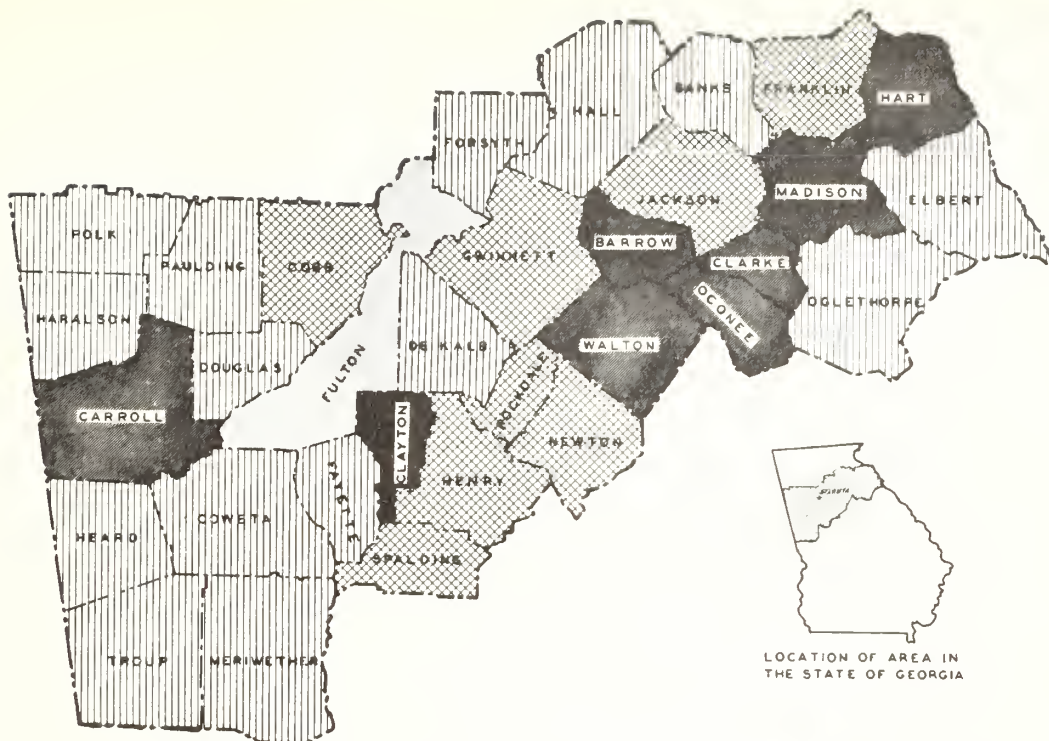 HALL
BANKS
FRANKLIN
HART
FORSYTH
ELBERT
MADISON
JACKSON
POLK
PAULDING
COBB
GWINNETT
BARROW
CLARKE
OCONEE
OGLETHORPE
HARALSON
DOUGLAS
FULTON
DE KALB
WALTON
CARROLL
ROCKDALE
CLAYTON
NEWTON
HENRY
FAYETTE
COWETA
HEARD
SPALDING
TROUP
MERIWETHER
ATLANTA
LOCATION OF AREA IN
THE STATE OF GEORGIA